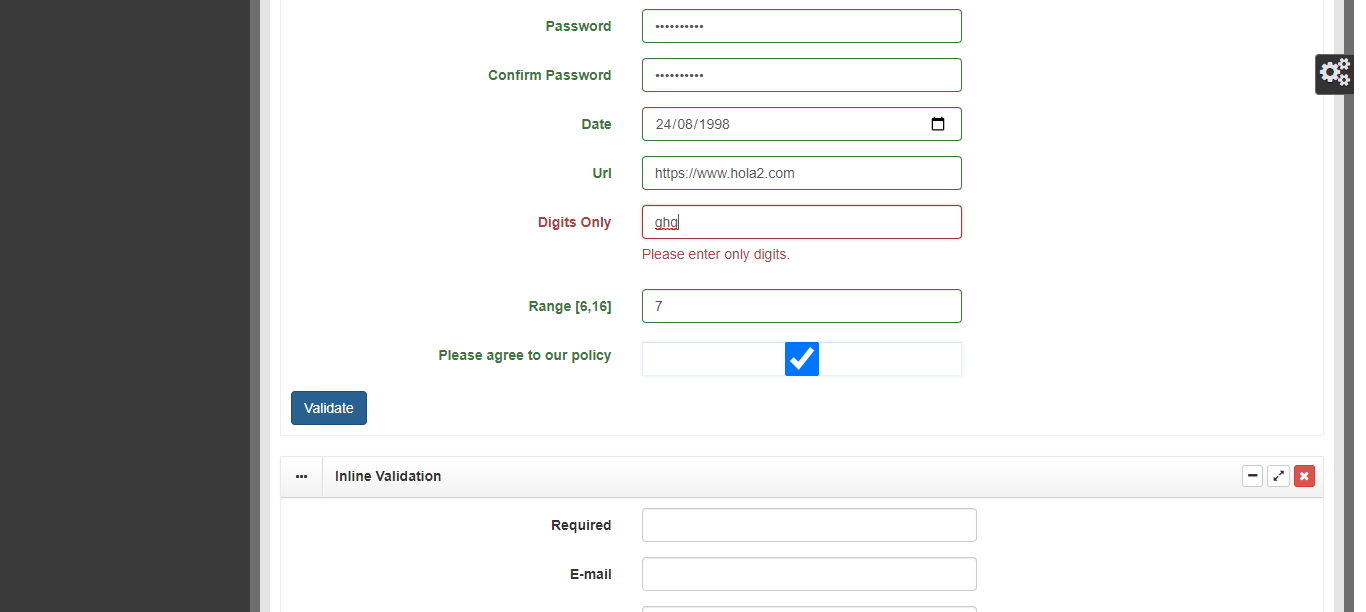 Password ••••••••••
Confirm Password ••••••••••
Date 24/08/1998
Url https://www.hola2.com
Digits Only ghg
Please enter only digits.
Range [6,16] 7
Please agree to our policy
Validate
Inline Validation
Required
E-mail